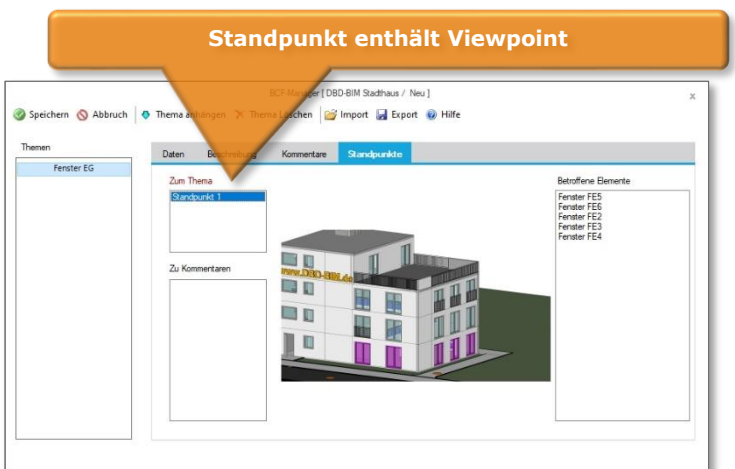 Standpunkt enthält Viewpoint
BCF-Manager [ DBD-BIM Stadthaus / Neu ]
x
Speichern Abbruch Thema anhängen Thema Löschen Import Export Hilfe
Themen
Fenster EG
Daten Beschreibung Kommentare Standpunkte
Zum Thema
Standpunkt 1
Zu Kommentaren
www.DBD-BIM.de
Betroffene Elemente
Fenster FE5
Fenster FE6
Fenster FE2
Fenster FE3
Fenster FE4